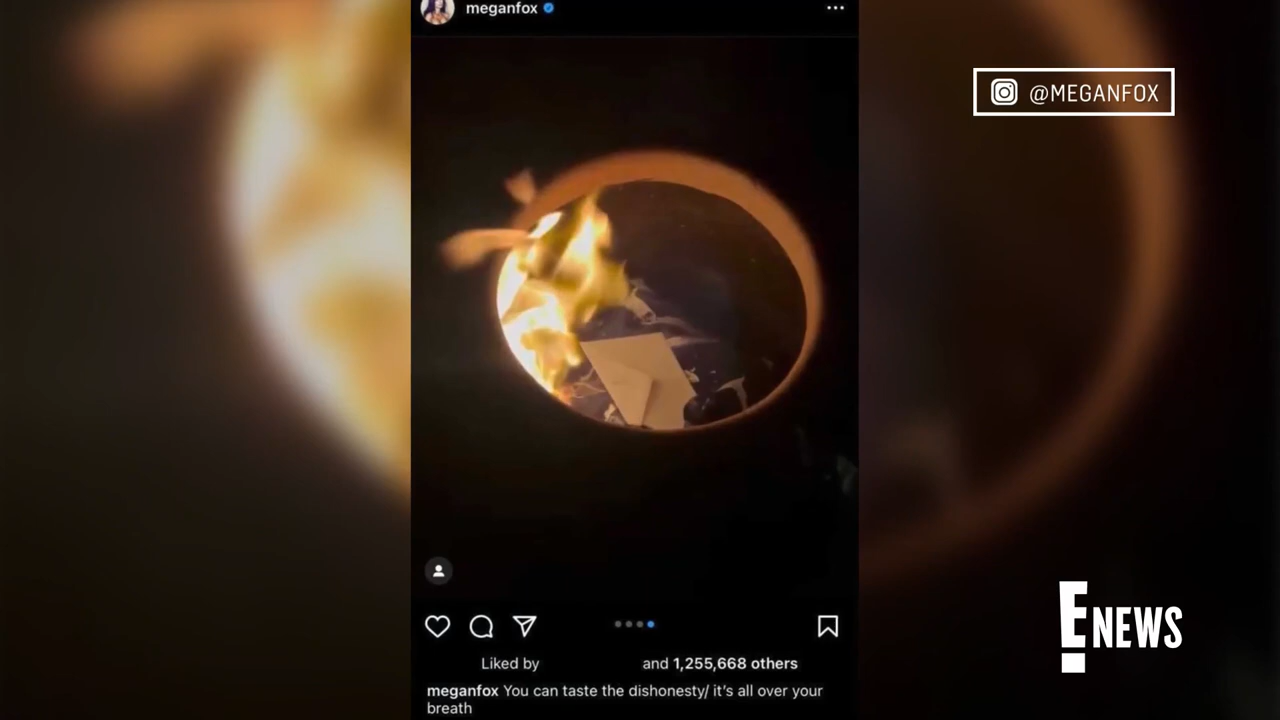 meganfox
@MEGANFOX
Liked by and 1,255,668 others
meganfox You can taste the dishonesty/ it's all over your
breath
E! NEWS